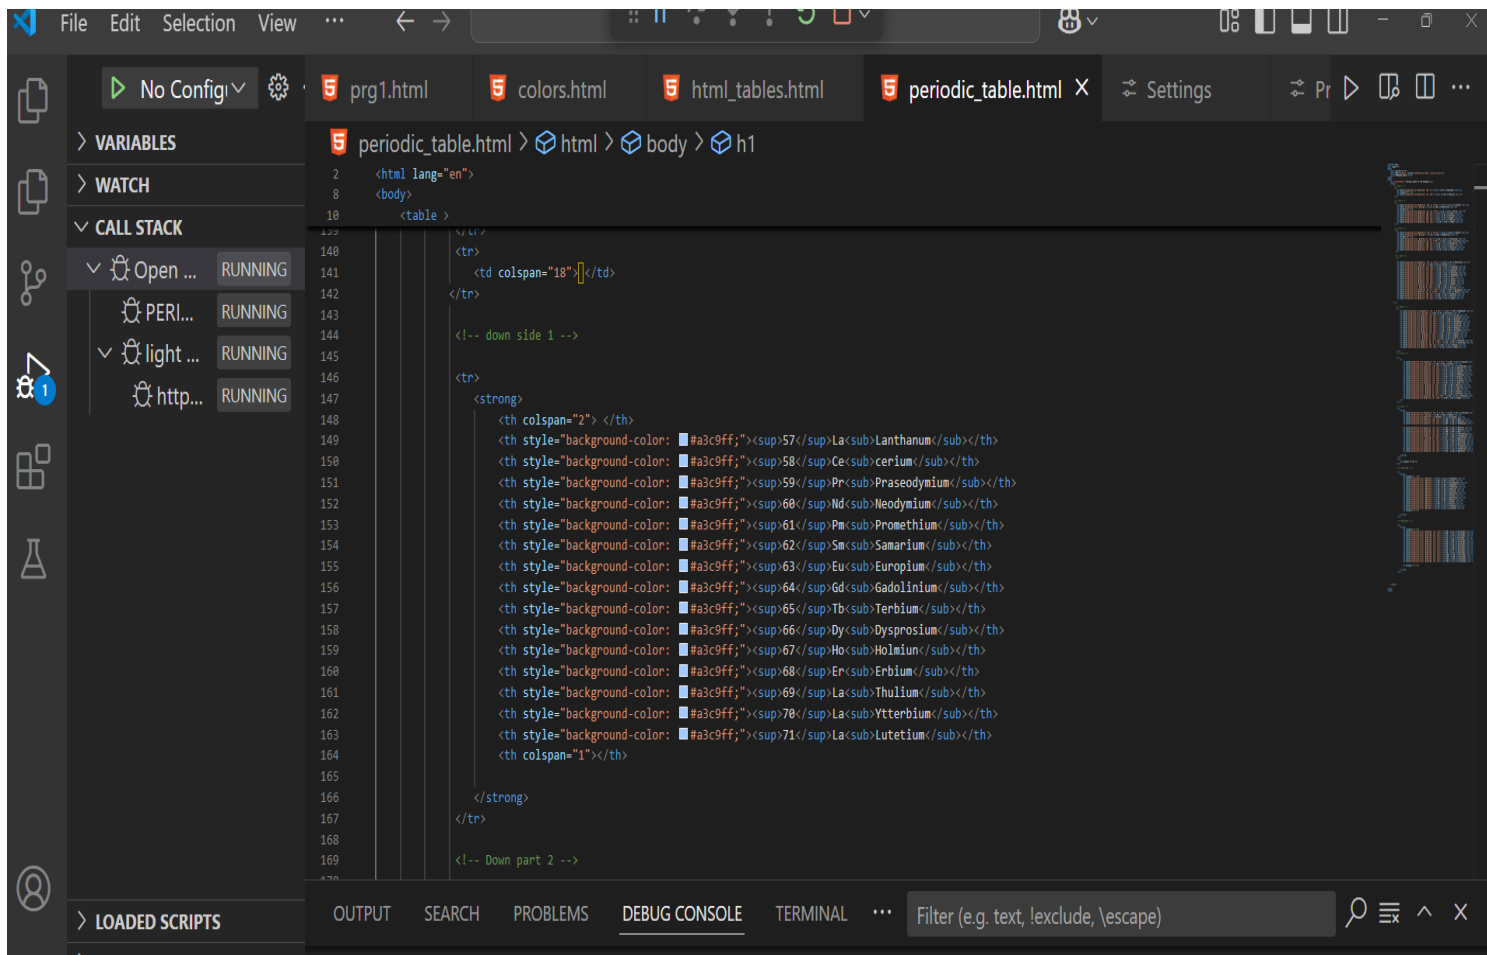 File Edit Selection View ···
No Config
prg1.html colors.html html_tables.html periodic_table.html X Settings Pr ···
VARIABLES
WATCH
CALL STACK
Open ... RUNNING
PERI... RUNNING
light ... RUNNING
http... RUNNING
1
LOADED SCRIPTS
periodic_table.html > html > body > h1
2 <html lang="en">
8 <body>
10 <table >
139 </tr>
140 <tr>
141 <td colspan="18"></td>
142 </tr>
143
144 <!-- down side 1 -->
145
146 <tr>
147 <strong>
148 <th colspan="2"> </th>
149 <th style="background-color: #a3c9ff;"><sup>57</sup>La<sub>Lanthanum</sub></th>
150 <th style="background-color: #a3c9ff;"><sup>58</sup>Ce<sub>cerium</sub></th>
151 <th style="background-color: #a3c9ff;"><sup>59</sup>Pr<sub>Praseodymium</sub></th>
152 <th style="background-color: #a3c9ff;"><sup>60</sup>Nd<sub>Neodymium</sub></th>
153 <th style="background-color: #a3c9ff;"><sup>61</sup>Pm<sub>Promethium</sub></th>
154 <th style="background-color: #a3c9ff;"><sup>62</sup>Sm<sub>Samarium</sub></th>
155 <th style="background-color: #a3c9ff;"><sup>63</sup>Eu<sub>Europium</sub></th>
156 <th style="background-color: #a3c9ff;"><sup>64</sup>Gd<sub>Gadolinium</sub></th>
157 <th style="background-color: #a3c9ff;"><sup>65</sup>Tb<sub>Terbium</sub></th>
158 <th style="background-color: #a3c9ff;"><sup>66</sup>Dy<sub>Dysprosium</sub></th>
159 <th style="background-color: #a3c9ff;"><sup>67</sup>Ho<sub>Holmiun</sub></th>
160 <th style="background-color: #a3c9ff;"><sup>68</sup>Er<sub>Erbium</sub></th>
161 <th style="background-color: #a3c9ff;"><sup>69</sup>La<sub>Thulium</sub></th>
162 <th style="background-color: #a3c9ff;"><sup>70</sup>La<sub>Ytterbium</sub></th>
163 <th style="background-color: #a3c9ff;"><sup>71</sup>La<sub>Lutetium</sub></th>
164 <th colspan="1"></th>
165
166 </strong>
167 </tr>
168
169 <!-- Down part 2 -->
OUTPUT SEARCH PROBLEMS DEBUG CONSOLE TERMINAL ··· Filter (e.g. text, !exclude, \escape)